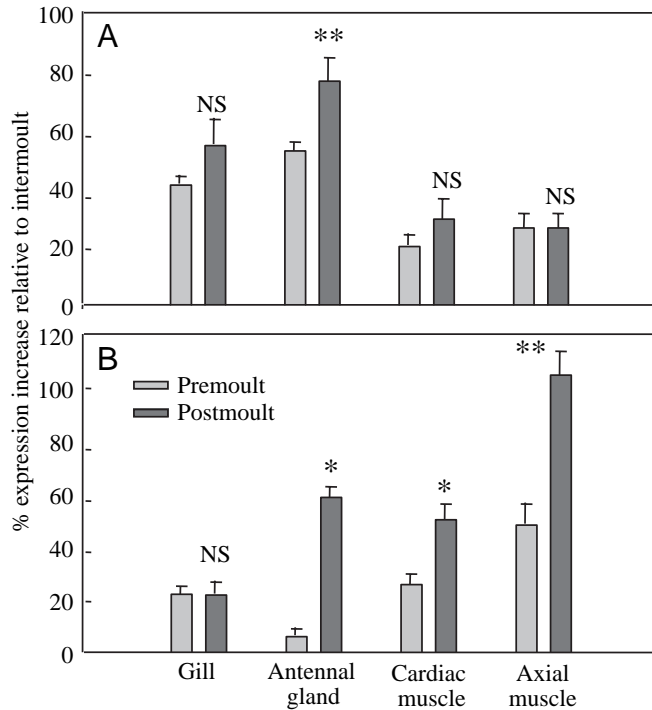 % expression increase relative to intermoult
A
100
80
60
40
20
0
NS
**
NS
NS
B
120
100
80
60
40
20
0
Premoult
Postmoult
NS
*
*
**
Gill
Antennal
gland
Cardiac
muscle
Axial
muscle